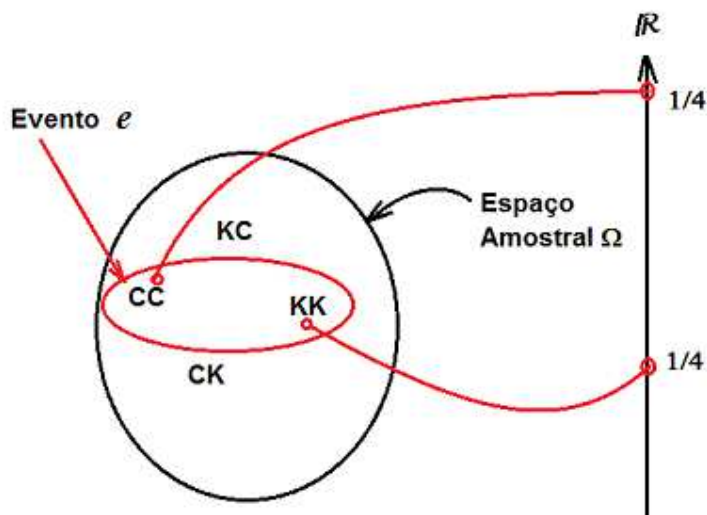 ℝ
1/4
Evento e
Espaço
Amostral Ω
KC
CC
KK
CK
1/4